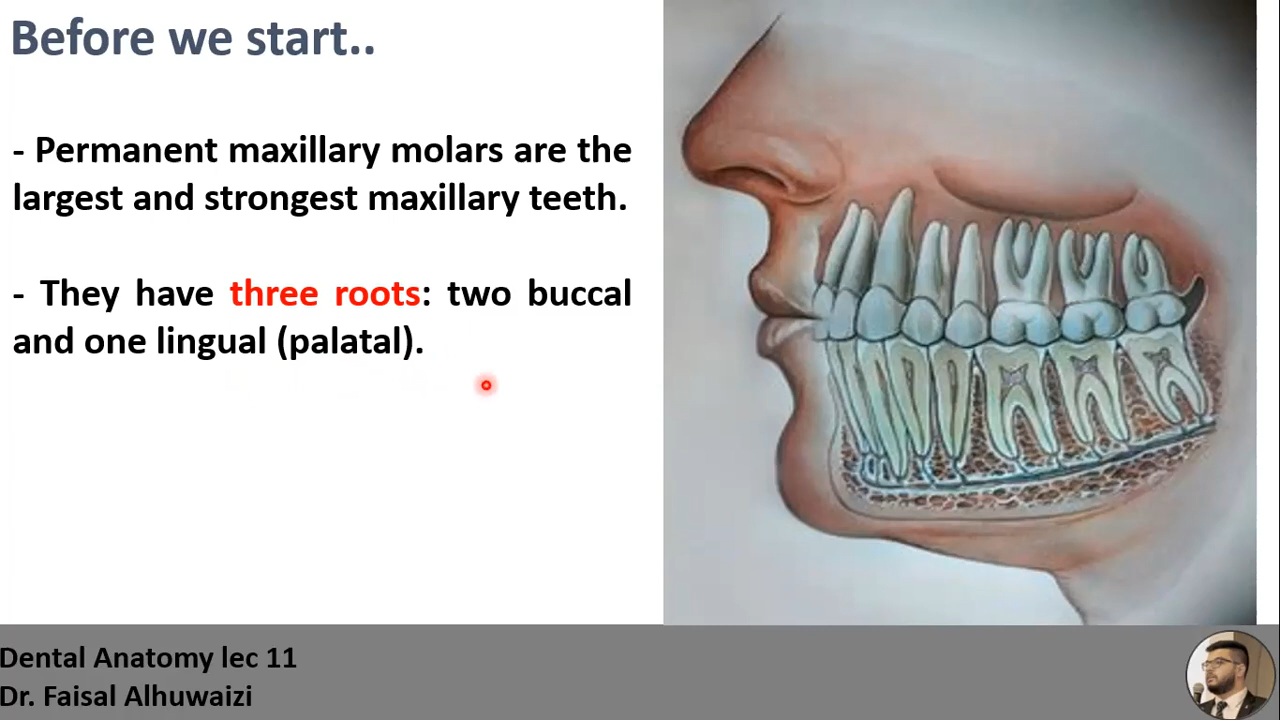 Before we start..
- Permanent maxillary molars are the
largest and strongest maxillary teeth.
- They have three roots: two buccal
and one lingual (palatal).
Dental Anatomy lec 11
Dr. Faisal Alhuwaizi